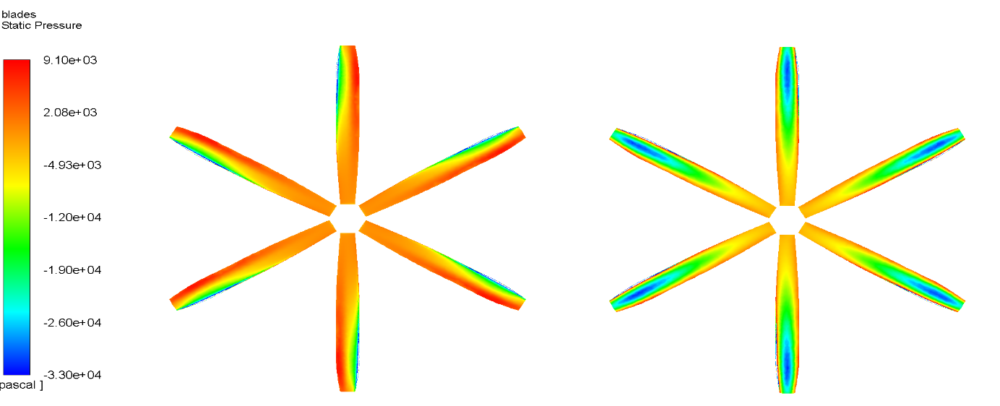 blades
Static Pressure
9.10e+03
2.08e+03
-4.93e+03
-1.20e+04
-1.90e+04
-2.60e+04
-3.30e+04
pascal ]